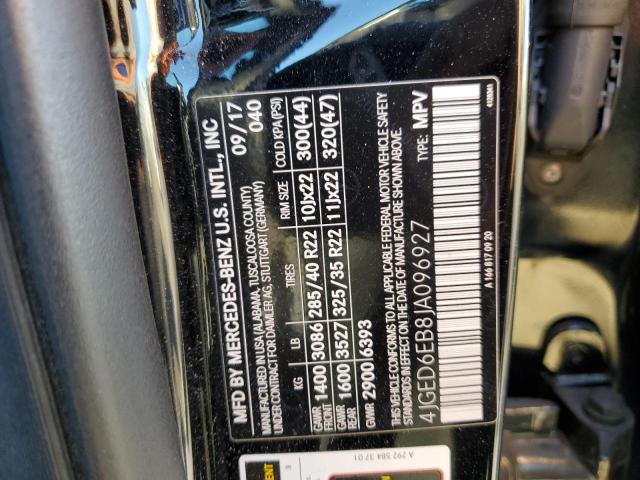 MFD BY MERCEDES-BENZ U.S. INTL., INC
MANUFACTURED IN USA (ALABAMA, TUSCALOOSA COUNTY) 09/17
UNDER CONTRACT FOR DAIMLER AG, STUTTGART (GERMANY) 040
KG LB TIRES RIM SIZE COLD KPA(PSI)
GAWR FRONT 1400 3086 285/40 R22 10Jx22 300(44)
GAWR REAR 1600 3527 325/35 R22 11Jx22 320(47)
GVWR 2900 6393
THIS VEHICLE CONFORMS TO ALL APPLICABLE FEDERAL MOTOR VEHICLE SAFETY
STANDARDS IN EFFECT ON THE DATE OF MANUFACTURE SHOWN ABOVE.
4JGED6EB8JA096927 TYPE: MPV
A 166 817 09 20
A 292 584 37 01